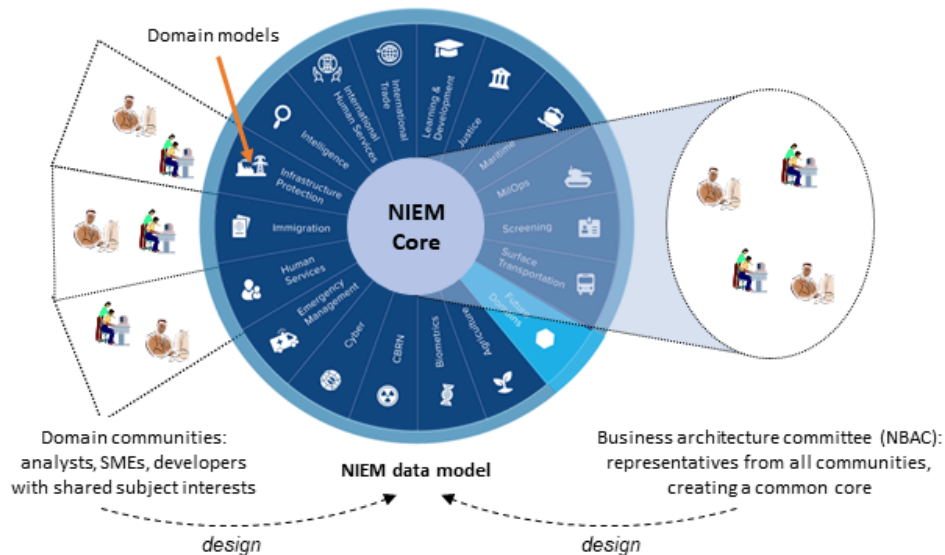 Domain models
International
Human Services
International
Trade
Learning &
Development
Justice
Maritime
MilOps
Screening
Surface
Transportation
Future
Domains
Agriculture
Biometrics
CBRN
Cyber
Emergency
Management
Human
Services
Immigration
Infrastructure
Protection
Intelligence
NIEM
Core
Domain communities:
analysts, SMEs, developers
with shared subject interests
NIEM data model
Business architecture committee (NBAC):
representatives from all communities,
creating a common core
design
design